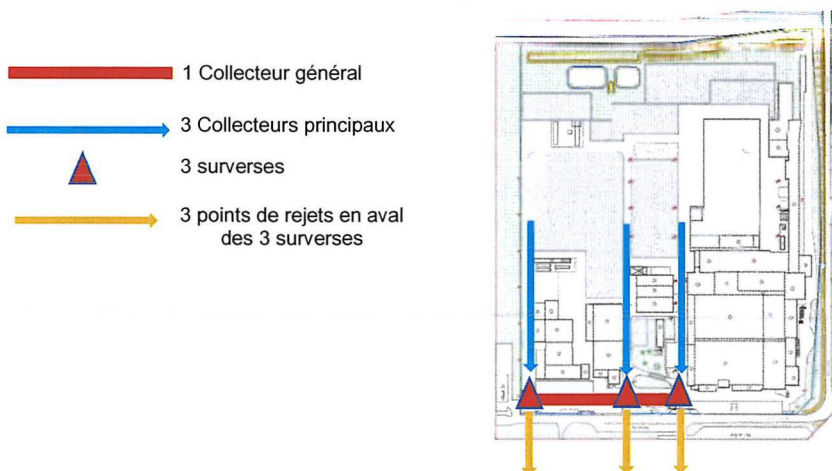 1 Collecteur général
3 Collecteurs principaux
3 surverses
3 points de rejets en aval
des 3 surverses